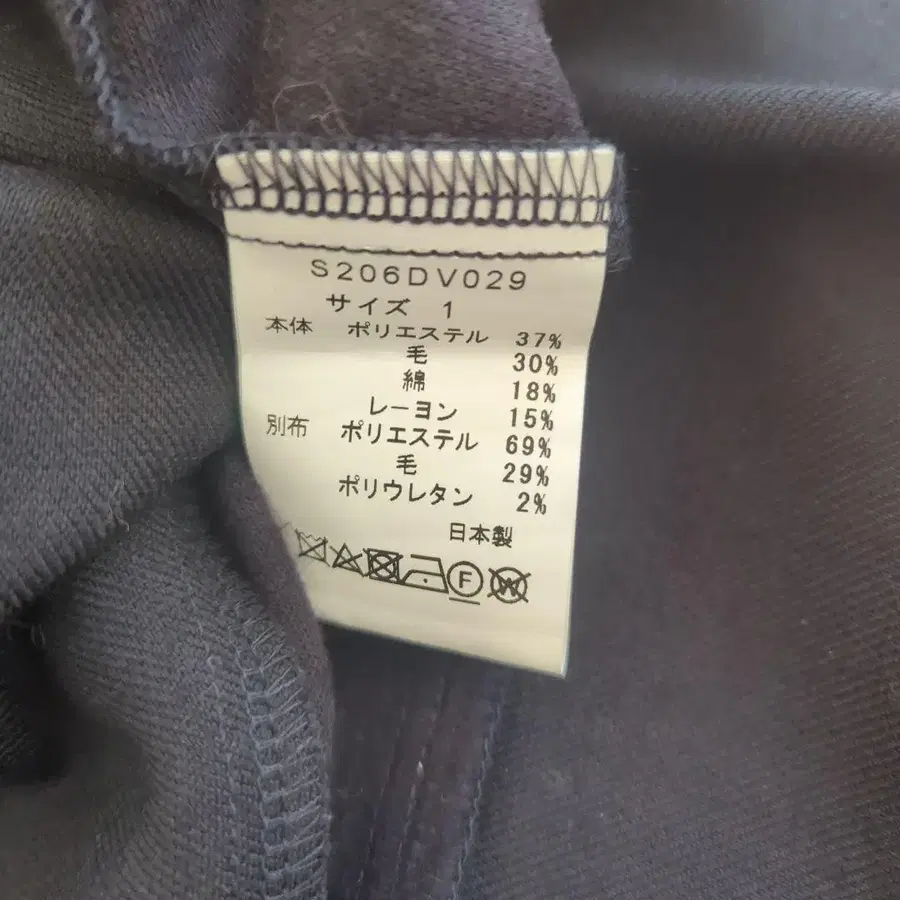 S206DV029
サイズ 1
本体 ポリエステル 37%
毛 30%
綿 18%
レーヨン 15%
別布 ポリエステル 69%
毛 29%
ポリウレタン 2%
日本製
F W